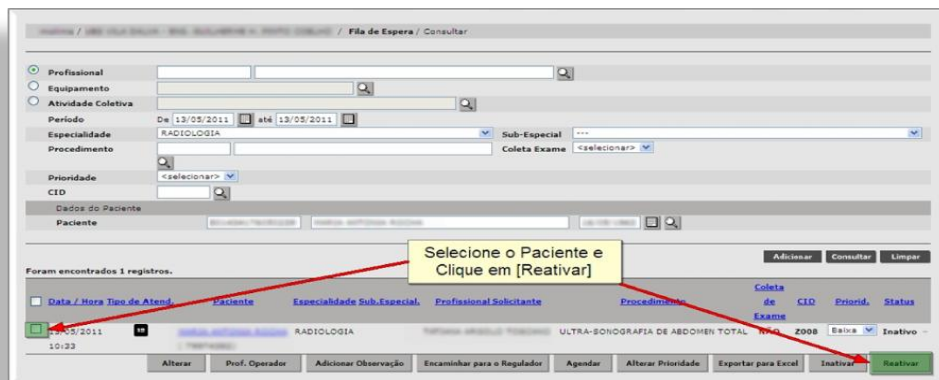 / Fila de Espera / Consultar
Profissional
Equipamento
Atividade Coletiva
Período De 13/05/2011 até 13/05/2011
Especialidade RADIOLOGIA Sub-Especial ---
Procedimento Coleta Exame <selecionar>
Prioridade <selecionar>
CID
Dados do Paciente
Paciente
Selecione o Paciente e
Clique em [Reativar]
Adicionar Consultar Limpar
Foram encontrados 1 registros.
Data / Hora Tipo de Atend. Paciente Especialidade Sub.Especial. Profissional Solicitante Procedimento Coleta de Exame CID Priorid. Status
13/05/2011 RADIOLOGIA ULTRA-SONOGRAFIA DE ABDOMEN TOTAL NÃO Z008 Baixa Inativo -
10:33
Alterar Prof. Operador Adicionar Observação Encaminhar para o Regulador Agendar Alterar Prioridade Exportar para Excel Inativar Reativar